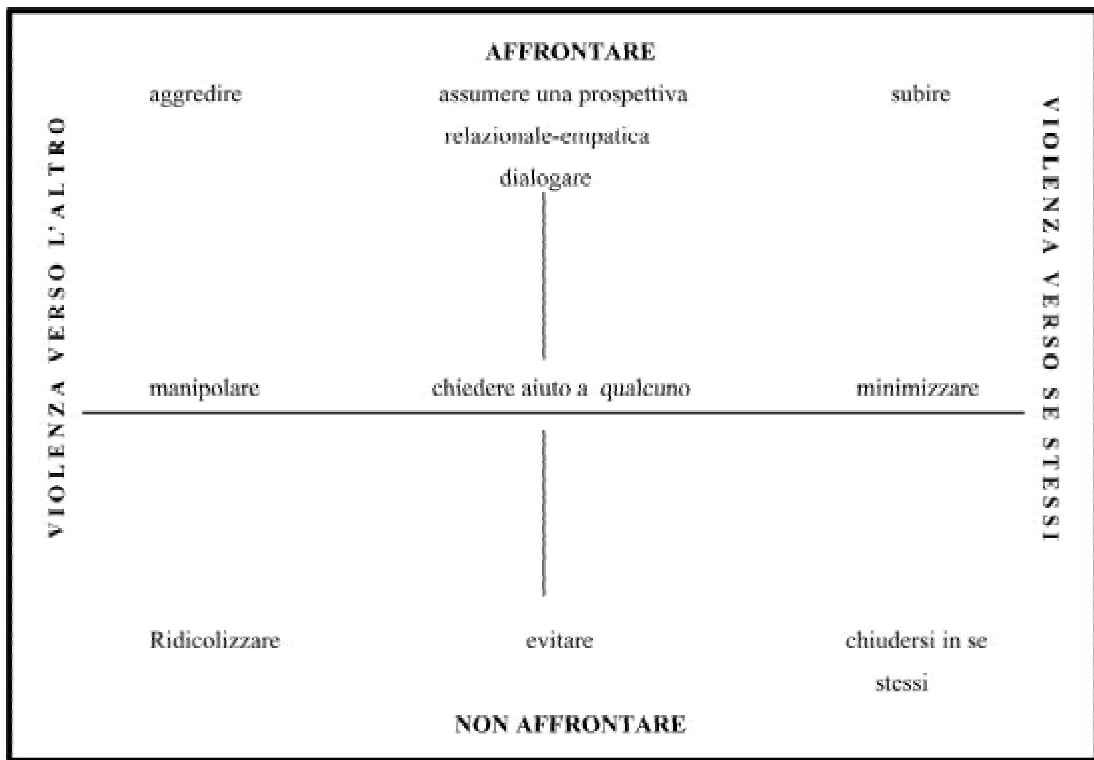 AFFRONTARE
aggredire assumere una prospettiva subire
relazionale-empatica
dialogare
VIOLENZA VERSO L'ALTRO
VIOLENZA VERSO SE STESSI
manipolare chiedere aiuto a qualcuno minimizzare
Ridicolizzare evitare chiudersi in se
stessi
NON AFFRONTARE